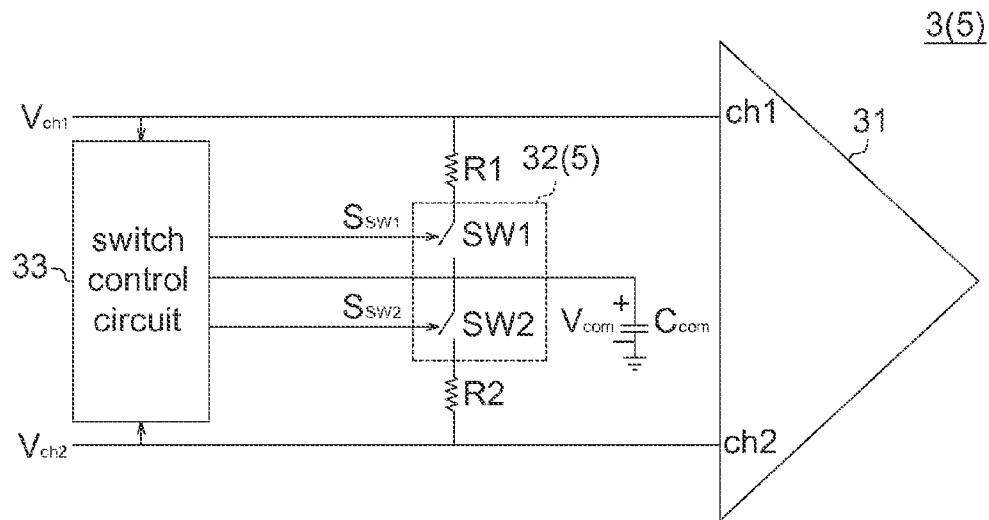 3(5)
Vch1
ch1
31
32(5)
R1
SSW1
SW1
switch
control
circuit
33
Vcom
+
−
Ccom
SSW2
SW2
R2
Vch2
ch2